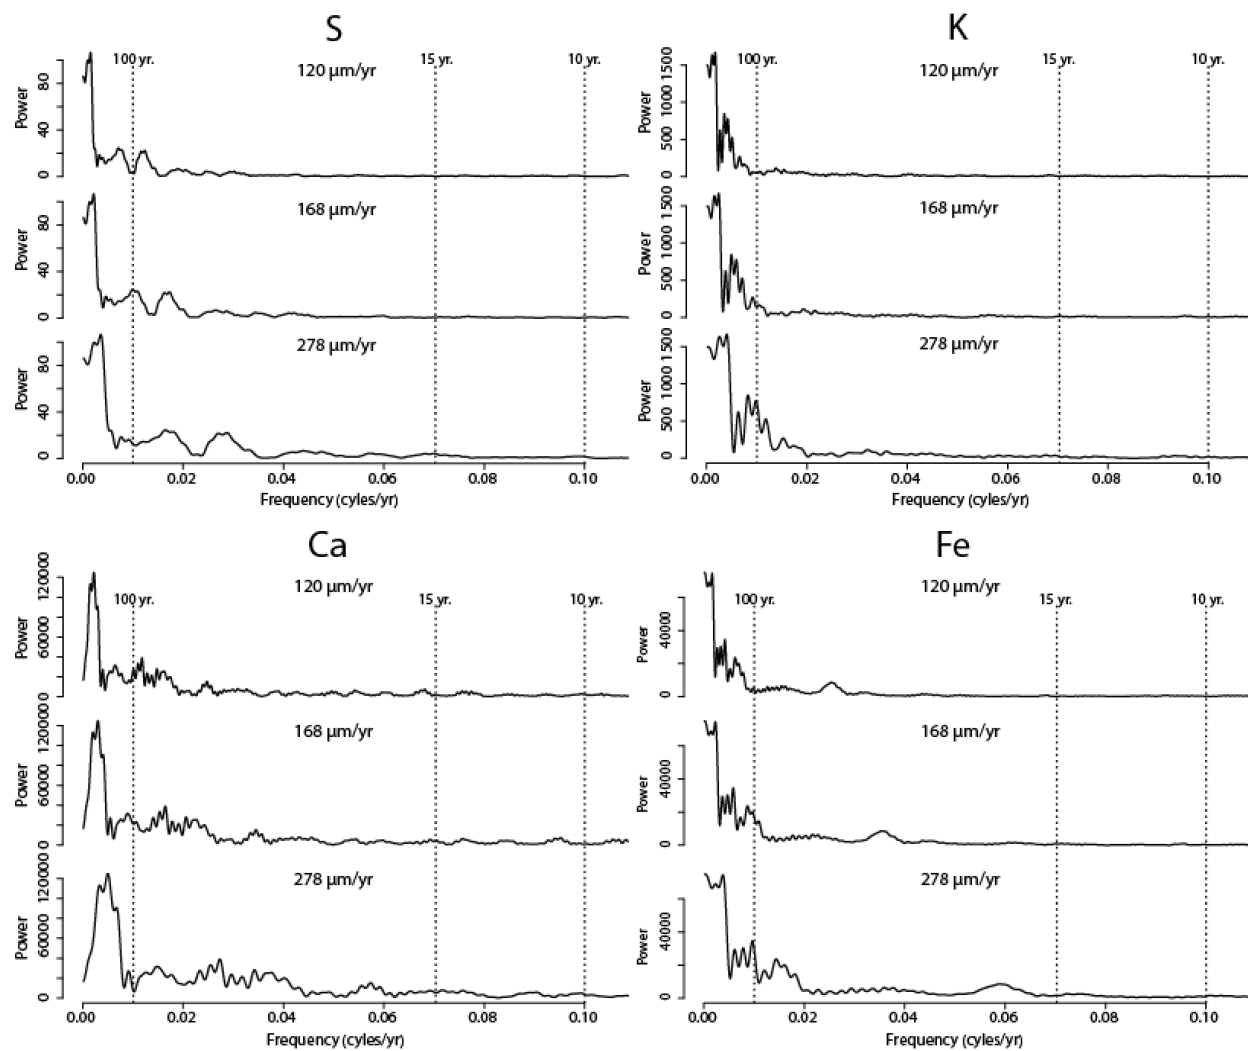 S
100 yr.
15 yr.
10 yr.
120 µm/yr
Power
0
40
80
168 µm/yr
Power
0
40
80
278 µm/yr
Power
0
40
80
0.00 0.02 0.04 0.06 0.08 0.10
Frequency (cyles/yr)
K
100 yr.
15 yr.
10 yr.
120 µm/yr
Power
0 500 1000 1500
168 µm/yr
Power
0 500 1000 1500
278 µm/yr
Power
0 500 1000 1500
0.00 0.02 0.04 0.06 0.08 0.10
Frequency (cyles/yr)
Ca
120 µm/yr
100 yr.
15 yr.
10 yr.
Power
0 60000 120000
168 µm/yr
Power
0 60000 120000
278 µm/yr
Power
0 60000 120000
0.00 0.02 0.04 0.06 0.08 0.10
Frequency (cyles/yr)
Fe
120 µm/yr
100 yr.
15 yr.
10 yr.
Power
0 40000
168 µm/yr
Power
0 40000
278 µm/yr
Power
0 40000
0.00 0.02 0.04 0.06 0.08 0.10
Frequency (cyles/yr)